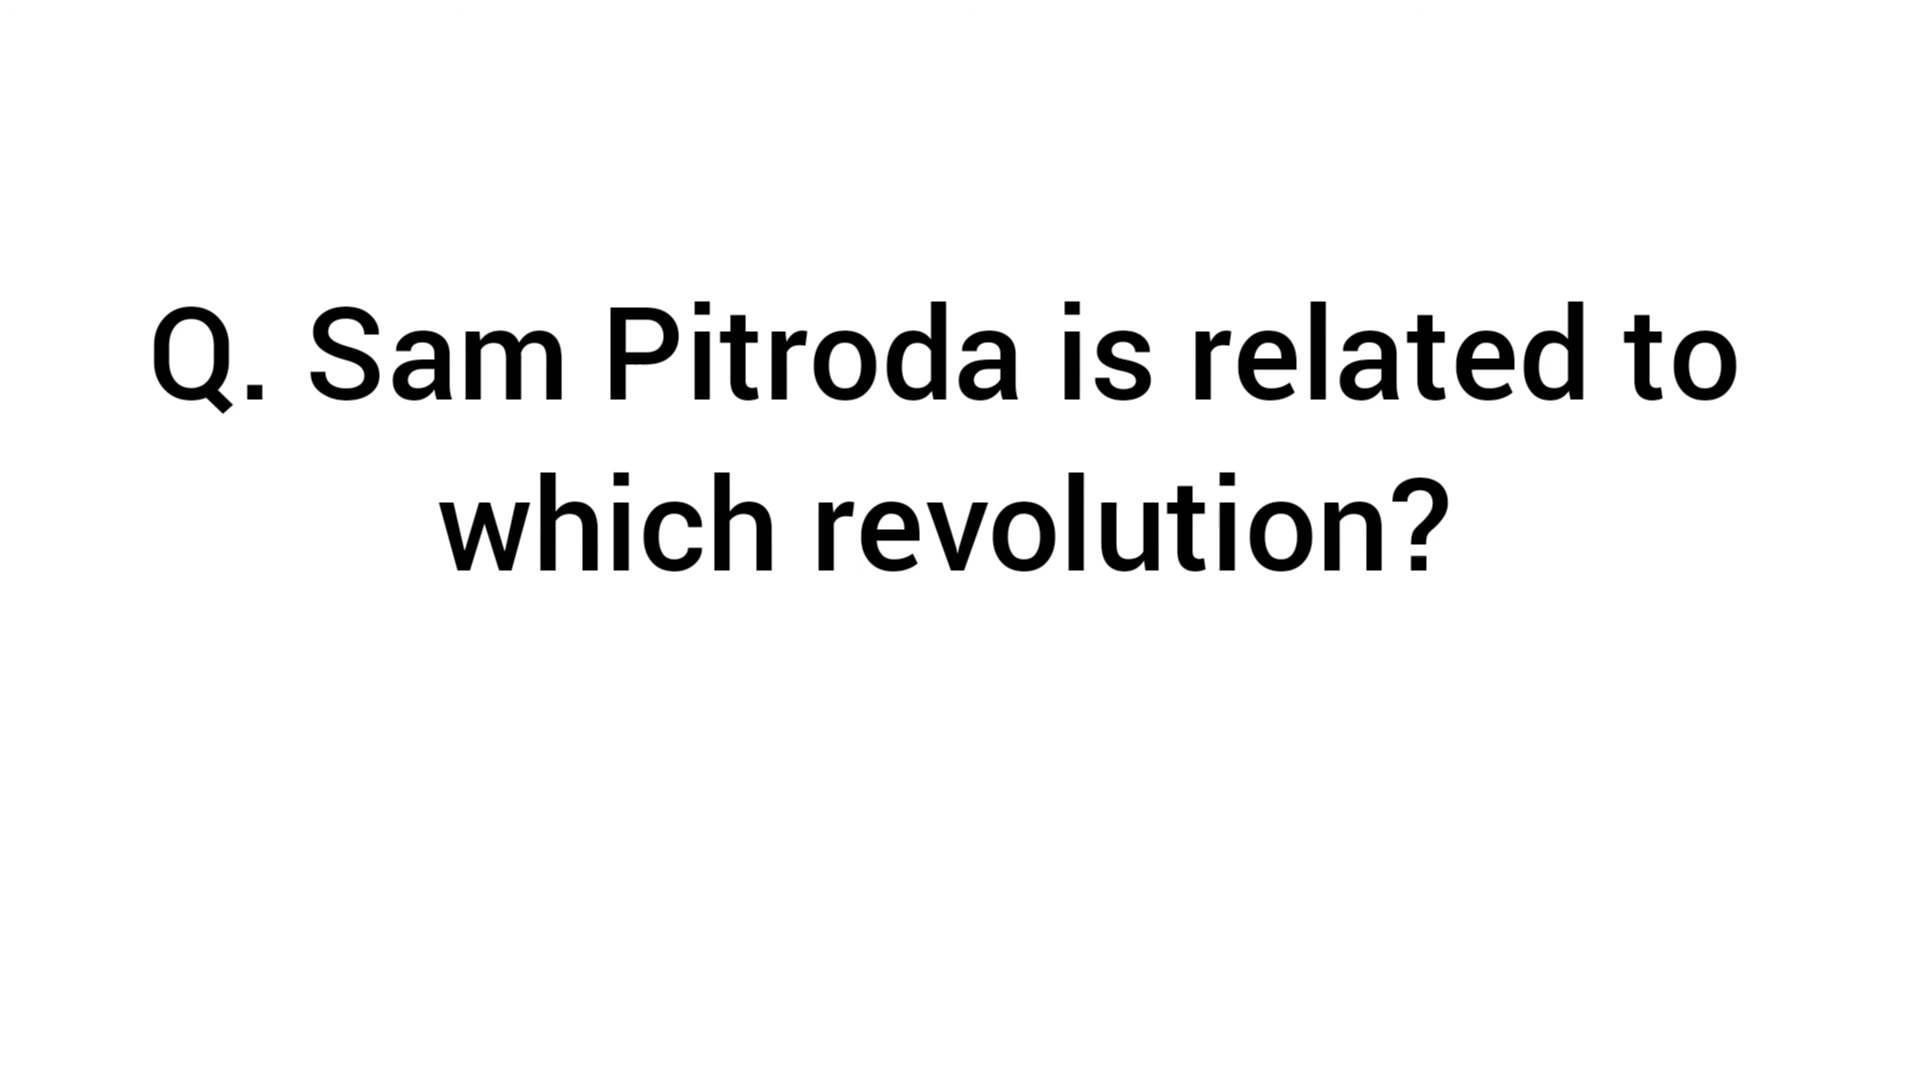 Q. Sam Pitroda is related to
which revolution?